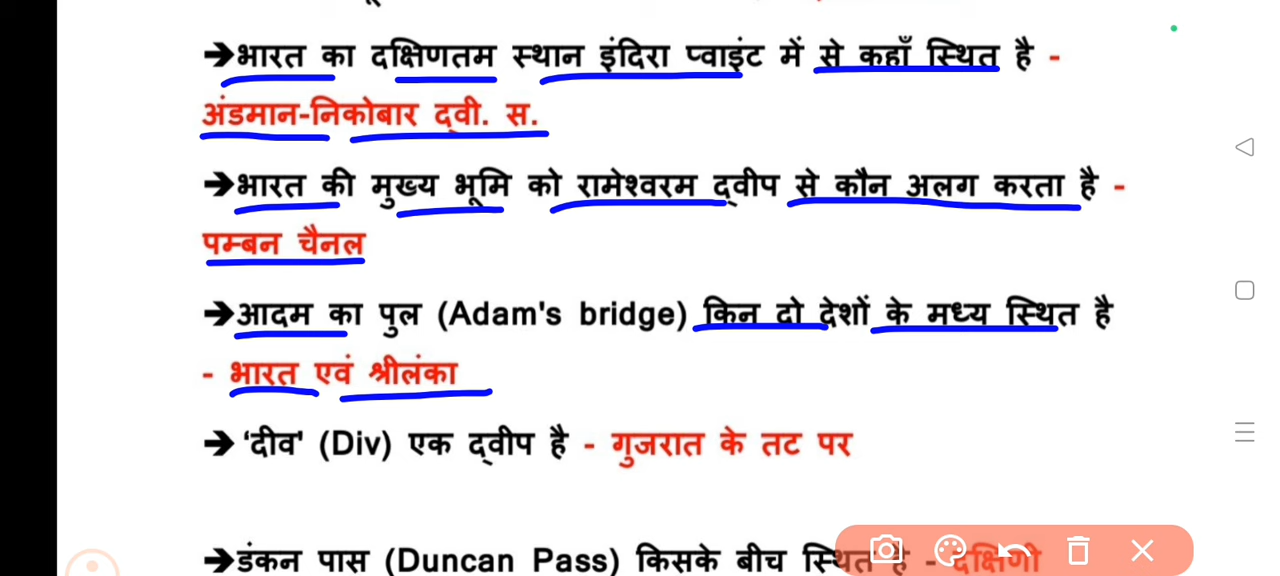 ➔भारत का दक्षिणतम स्थान इंदिरा प्वाइंट में से कहाँ स्थित है -
अंडमान-निकोबार द्वी. स.
➔भारत की मुख्य भूमि को रामेश्वरम द्वीप से कौन अलग करता है -
पम्बन चैनल
➔आदम का पुल (Adam's bridge) किन दो देशों के मध्य स्थित है
- भारत एवं श्रीलंका
➔ ‘दीव' (Div) एक द्वीप है - गुजरात के तट पर
➔डंकन पास (Duncan Pass) किसके बीच स्थित है - दक्षिणी